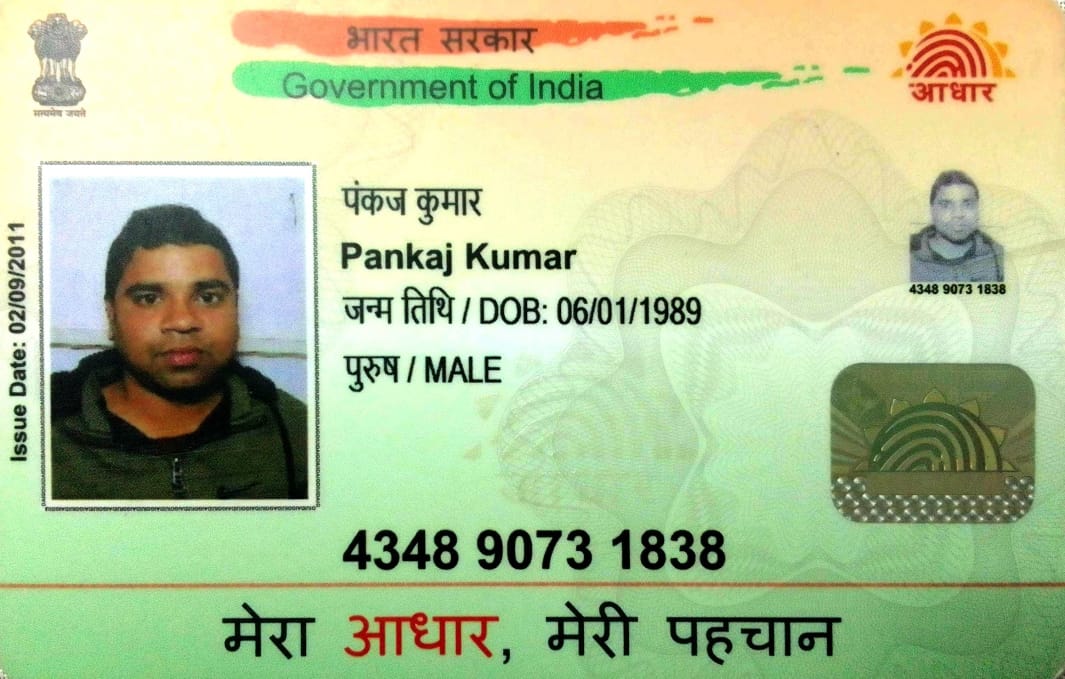 भारत सरकार
Government of India
सत्यमेव जयते
आधार
पंकज कुमार
Pankaj Kumar
जन्म तिथि / DOB: 06/01/1989
पुरुष / MALE
Issue Date: 02/09/2011
4348 9073 1838
4348 9073 1838
मेरा आधार, मेरी पहचान